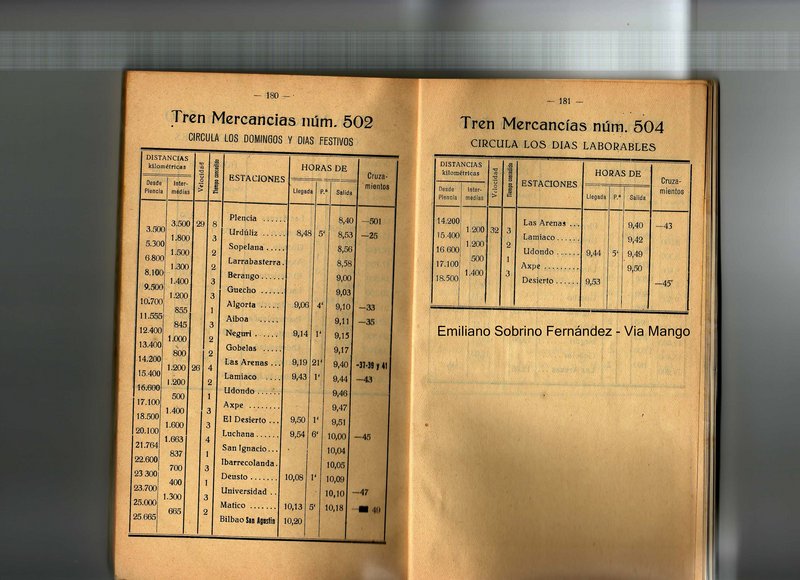 — 180 —
Tren Mercancias núm. 502
CIRCULA LOS DOMINGOS Y DIAS FESTIVOS
DISTANCIAS kilométricas Velocidad Tiempo concedido ESTACIONES HORAS DE Cruzamientos
Desde Plencia Intermédias Llegada P.ª Salida
Plencia ...... 8,40 —501
3.500 3.500 29 8 Urdúliz ..... 8,48 5' 8,53 —25
5.300 1.800 3 Sopelana .... 8,56
6.800 1.500 2 Larrabasterra. 8,58
8.100 1.300 2 Berango..... 9,00
9.500 1.400 3 Guecho ..... 9,03
10.700 1.200 3 Algorta ..... 9,06 4' 9,10 —33
11.555 855 1 Aiboa ...... 9,11 —35
12.400 845 3 Neguri ...... 9,14 1' 9,15
13.400 1.000 2 Gobelas .... 9,17
14.200 800 2 Las Arenas ... 9,19 21' 9,40 —37-39 y 41
15.400 1.200 26 4 Lamiaco ..... 9,43 1' 9,44 —43
16.600 1.200 2 Udondo ..... 9,46
17.100 500 1 Axpe ....... 9,47
18.500 1.400 3 El Desierto ... 9,50 1' 9,51
20.100 1.600 3 Luchana ...... 9,54 6' 10,00 —45
21.764 1.663 4 San Ignacio... 10,04
22.600 837 1 Ibarrecolanda. 10,05
23 300 700 3 Deusto ..... 10,08 1' 10,09
23.700 400 1 Universidad .. 10,10 —47
25.000 1.300 3 Matico ...... 10,13 5' 10,18 — 49
25.665 665 2 Bilbao San Agustín 10,20
— 181 —
Tren Mercancías núm. 504
CIRCULA LOS DIAS LABORABLES
DISTANCIAS kilométricas Velocidad Tiempo concedido ESTACIONES HORAS DE Cruzamientos
Desde Plencia Intermédias Llegada P.ª Salida
14.200 Las Arenas ... 9,40 —43
15.400 1.200 32 3 Lamiaco ..... 9,42
16.600 1.200 2 Udondo ..... 9,44 5' 9,49
17.100 500 1 Axpe ....... 9,50
18.500 1.400 3 Desierto .... 9,53 —45
Emiliano Sobrino Fernández - Via Mango